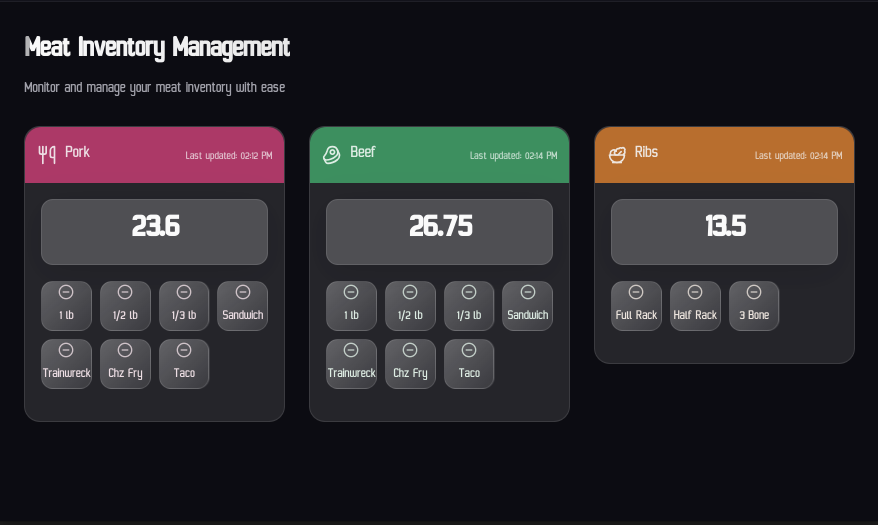 Meat Inventory Management
Monitor and manage your meat inventory with ease
Pork
Last updated: 02:12 PM
23.6
1 lb
1/2 lb
1/3 lb
Sandwich
Trainwreck
Chz Fry
Taco
Beef
Last updated: 02:14 PM
26.75
1 lb
1/2 lb
1/3 lb
Sandwich
Trainwreck
Chz Fry
Taco
Ribs
Last updated: 02:14 PM
13.5
Full Rack
Half Rack
3 Bone